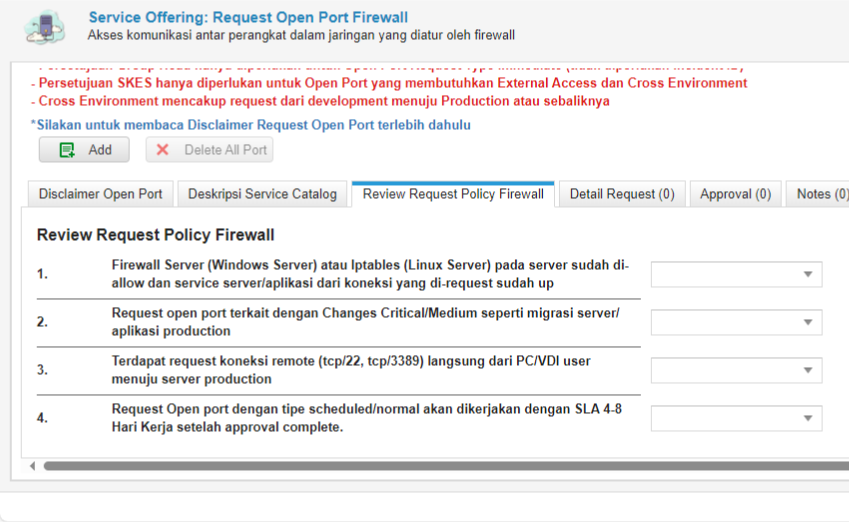 Service Offering: Request Open Port Firewall
Akses komunikasi antar perangkat dalam jaringan yang diatur oleh firewall
- Persetujuan SKES hanya diperlukan untuk Open Port yang membutuhkan External Access dan Cross Environment
- Cross Environment mencakup request dari development menuju Production atau sebaliknya
*Silakan untuk membaca Disclaimer Request Open Port terlebih dahulu
Add Delete All Port
Disclaimer Open Port Deskripsi Service Catalog Review Request Policy Firewall Detail Request (0) Approval (0) Notes (0)
Review Request Policy Firewall
1. Firewall Server (Windows Server) atau Iptables (Linux Server) pada server sudah di-
allow dan service server/aplikasi dari koneksi yang di-request sudah up
2. Request open port terkait dengan Changes Critical/Medium seperti migrasi server/
aplikasi production
3. Terdapat request koneksi remote (tcp/22, tcp/3389) langsung dari PC/VDI user
menuju server production
4. Request Open port dengan tipe scheduled/normal akan dikerjakan dengan SLA 4-8
Hari Kerja setelah approval complete.